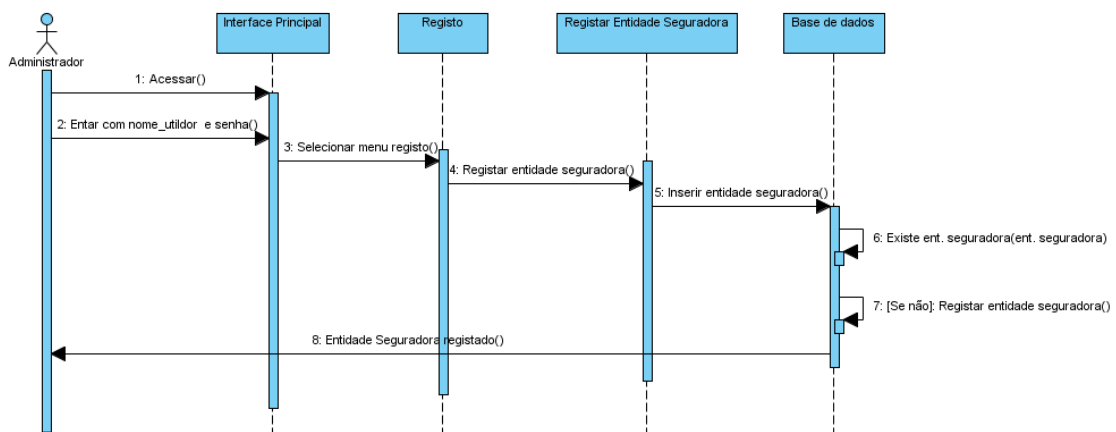 Interface Principal
Registo
Registar Entidade Seguradora
Base de dados
Administrador
1: Acessar()
2: Entar com nome_utildor e senha()
3: Selecionar menu registo()
4: Registar entidade seguradora()
5: Inserir entidade seguradora()
6: Existe ent. seguradora(ent. seguradora)
7: [Se não]: Registar entidade seguradora()
8: Entidade Seguradora registado()